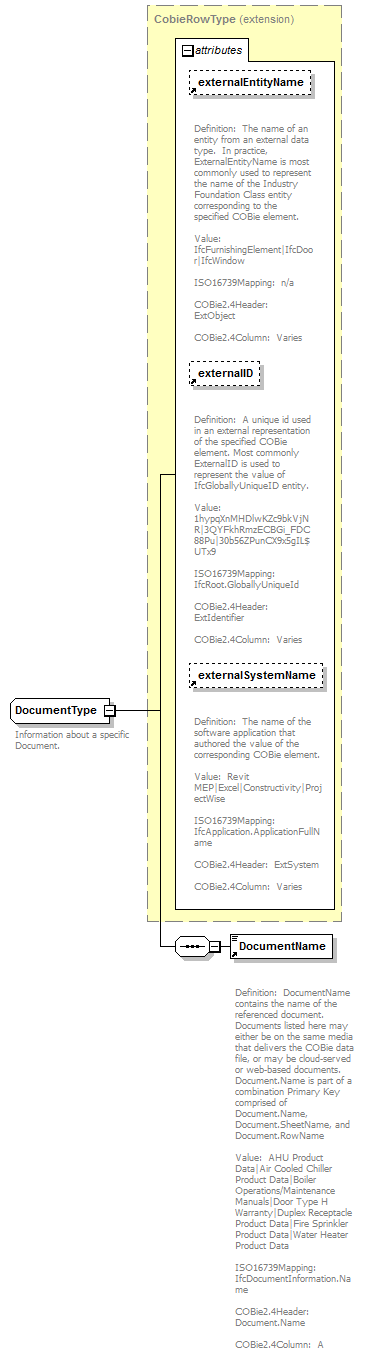 CobieRowType (extension)
attributes
externalEntityName
Definition:  The name of an
entity from an external data
type.  In practice,
ExternalEntityName is most
commonly used to represent
the name of the Industry
Foundation Class entity
corresponding to the
specified COBie element.
Value:
IfcFurnishingElement|IfcDoo
r|IfcWindow
ISO16739Mapping:  n/a
COBie2.4Header:
ExtObject
COBie2.4Column:  Varies
externalID
Definition:  A unique id used
in an external representation
of the specified COBie
element. Most commonly
ExternalID is used to
represent the value of
IfcGloballyUniqueID entity.
Value:
1hypqXnMHDlwKZc9bkVjN
R|3QYFkhRmzECBGi_FDC
88Pu|30b56ZPunCX9x5gIL$
UTx9
ISO16739Mapping:
IfcRoot.GloballyUniqueId
COBie2.4Header:
ExtIdentifier
COBie2.4Column:  Varies
externalSystemName
Definition:  The name of the
software application that
authored the value of the
corresponding COBie element.
Value:  Revit
MEP|Excel|Constructivity|Proj
ectWise
ISO16739Mapping:
IfcApplication.ApplicationFullN
ame
COBie2.4Header:  ExtSystem
COBie2.4Column:  Varies
DocumentType
Information about a specific
Document.
DocumentName
Definition:  DocumentName
contains the name of the
referenced document.
Documents listed here may
either be on the same media
that delivers the COBie data
file, or may be cloud-served
or web-based documents.
Document.Name is part of a
combination Primary Key
comprised of
Document.Name,
Document.SheetName, and
Document.RowName
Value:  AHU Product
Data|Air Cooled Chiller
Product Data|Boiler
Operations/Maintenance
Manuals|Door Type H
Warranty|Duplex Receptacle
Product Data|Fire Sprinkler
Product Data|Water Heater
Product Data
ISO16739Mapping:
IfcDocumentInformation.Na
me
COBie2.4Header:
Document.Name
COBie2.4Column:  A